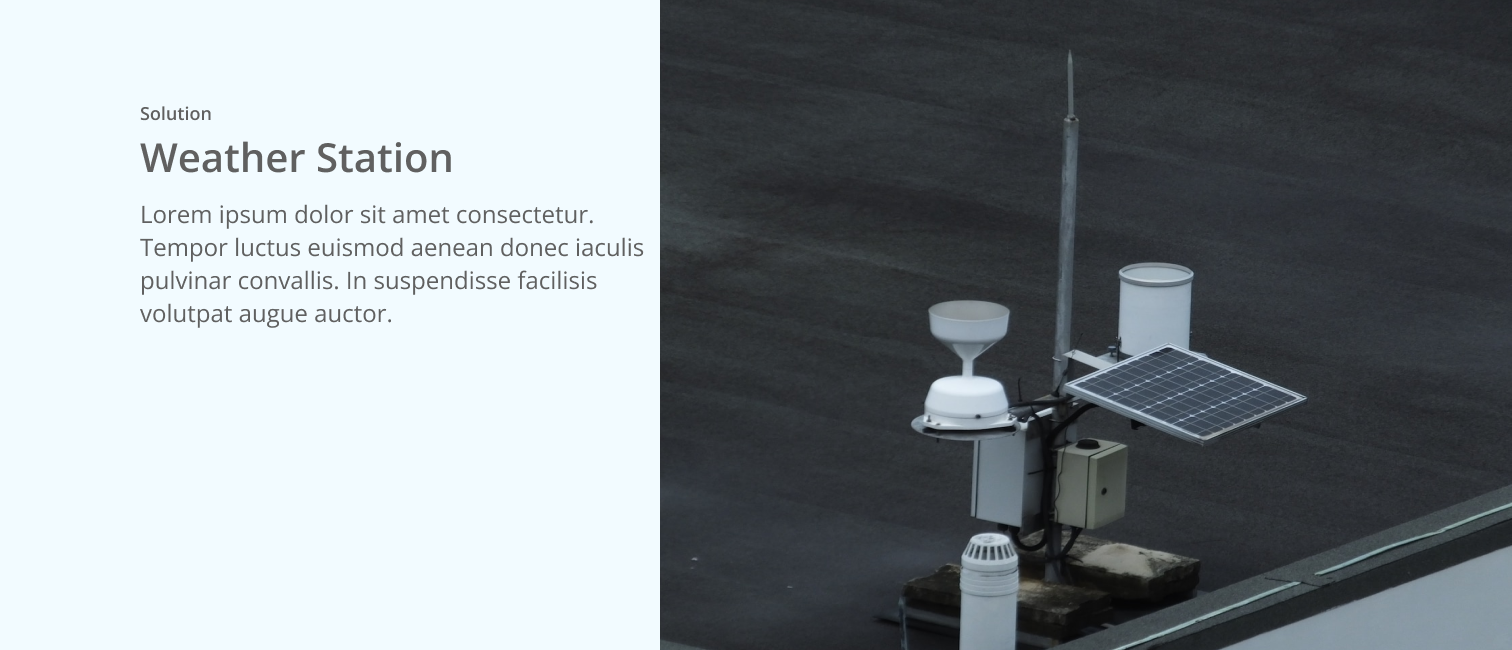 Solution
Weather Station
Lorem ipsum dolor sit amet consectetur.
Tempor luctus euismod aenean donec iaculis
pulvinar convallis. In suspendisse facilisis
volutpat augue auctor.